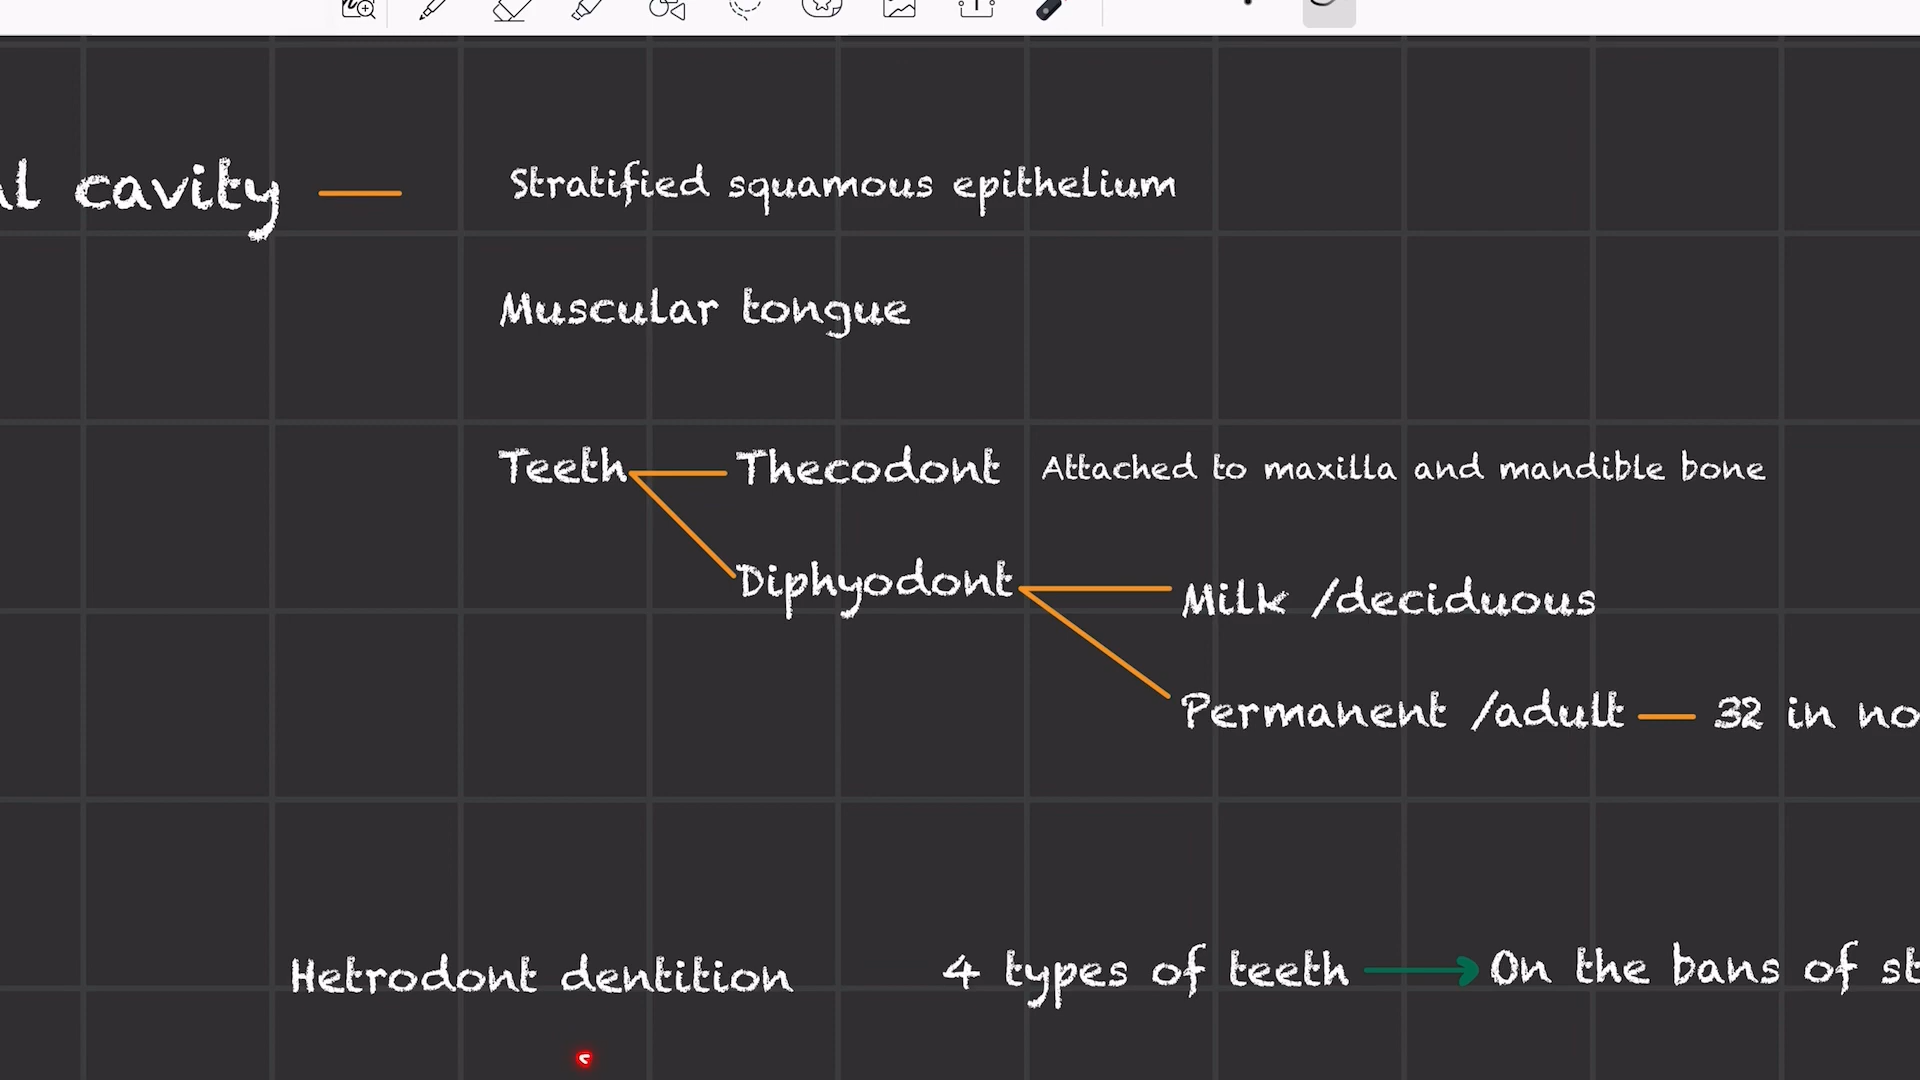 al cavity — Stratified squamous epithelium
Muscular tongue
Teeth Thecodont Attached to maxilla and mandible bone
Diphyodont Milk /deciduous
Permanent /adult — 32 in no
Hetrodont dentition 4 types of teeth → On the bans of st